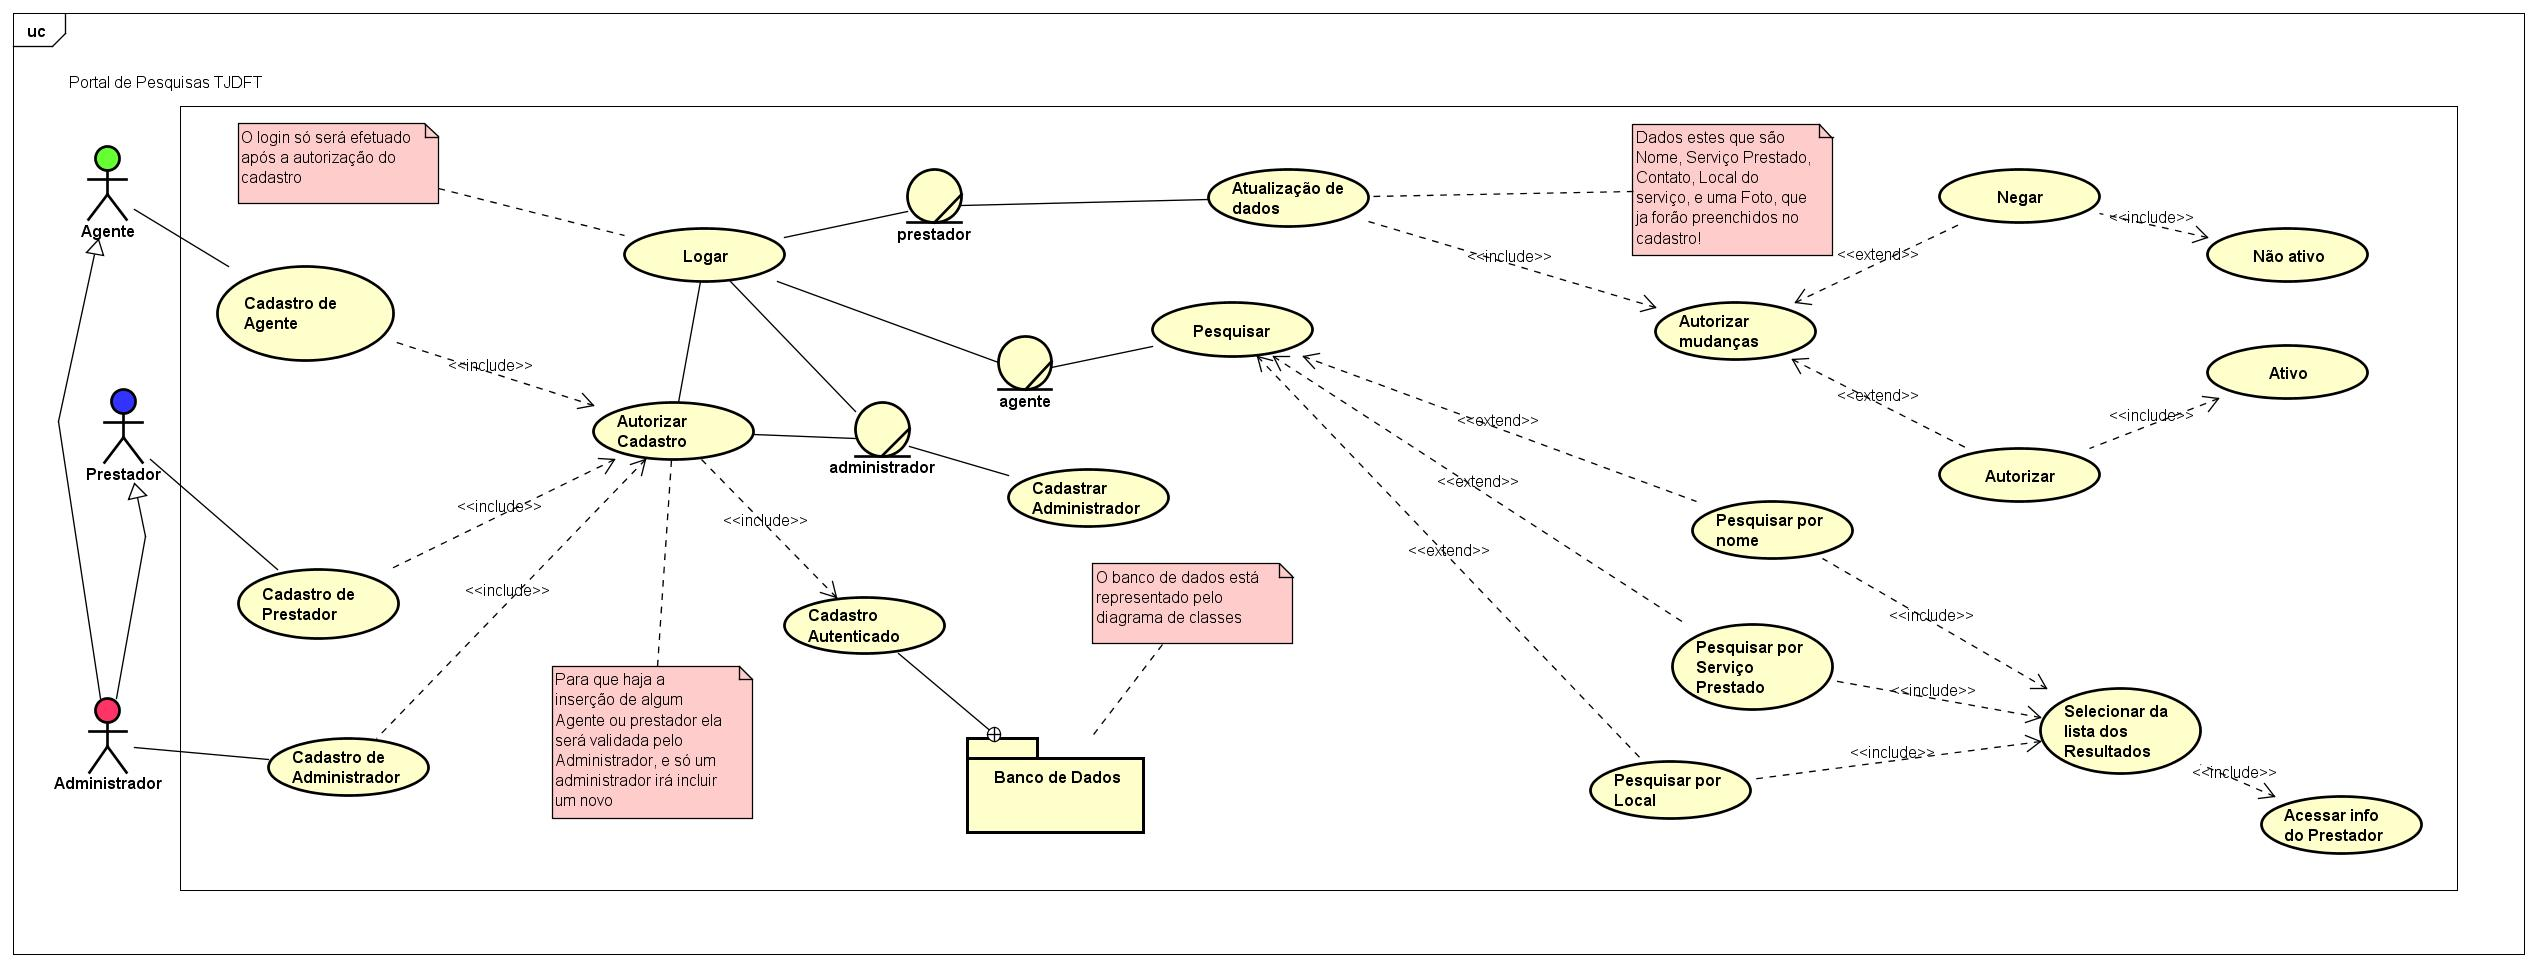 uc
Portal de Pesquisas TJDFT
O login só será efetuado
após a autorização do
cadastro
Dados estes que são
Nome, Serviço Prestado,
Contato, Local do
serviço, e uma Foto, que
ja forão preenchidos no
cadastro!
Agente
Prestador
Administrador
Cadastro de
Agente
Logar
prestador
Atualização de
dados
Negar
<<include>>
Não ativo
<<include>>
<<extend>>
Autorizar
mudanças
Pesquisar
agente
<<include>>
Ativo
<<extend>>
<<include>>
Autorizar
Autorizar
Cadastro
administrador
Cadastrar
Administrador
<<extend>>
<<extend>>
<<extend>>
<<include>>
<<include>>
<<include>>
Pesquisar por
nome
Cadastro de
Prestador
Cadastro
Autenticado
O banco de dados está
representado pelo
diagrama de classes
<<include>>
Pesquisar por
Serviço
Prestado
<<include>>
Para que haja a
inserção de algum
Agente ou prestador ela
será validada pelo
Administrador, e só um
administrador irá incluir
um novo
Selecionar da
lista dos
Resultados
<<include>>
Cadastro de
Administrador
Banco de Dados
Pesquisar por
Local
<<include>>
Acessar info
do Prestador